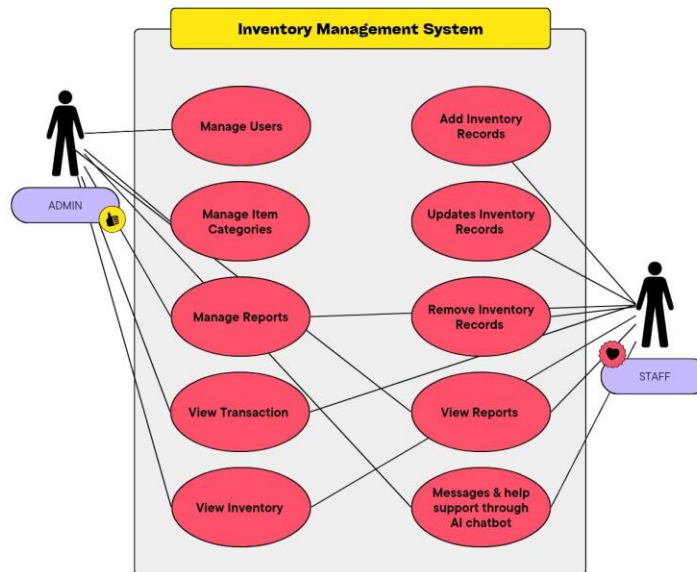 Inventory Management System
Manage Users
Add Inventory
Records
ADMIN
Manage Item
Categories
Updates Inventory
Records
Manage Reports
Remove Inventory
Records
STAFF
View Transaction
View Reports
View Inventory
Messages & help
support through
AI chatbot